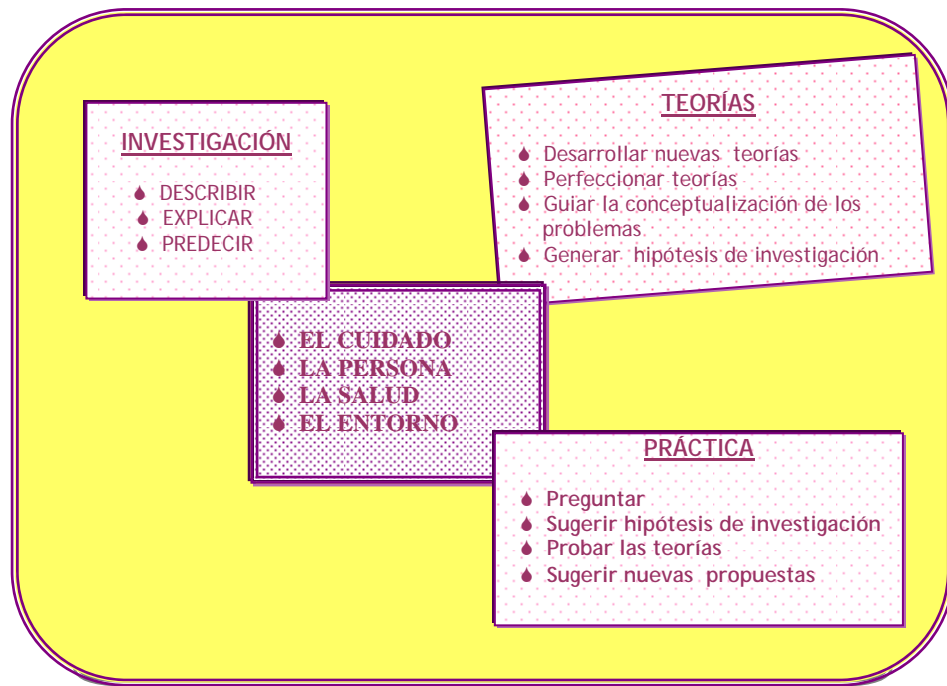 INVESTIGACIÓN
DESCRIBIR
EXPLICAR
PREDECIR
TEORÍAS
Desarrollar nuevas teorías
Perfeccionar teorías
Guiar la conceptualización de los
problemas
Generar hipótesis de investigación
EL CUIDADO
LA PERSONA
LA SALUD
EL ENTORNO
PRÁCTICA
Preguntar
Sugerir hipótesis de investigación
Probar las teorías
Sugerir nuevas propuestas